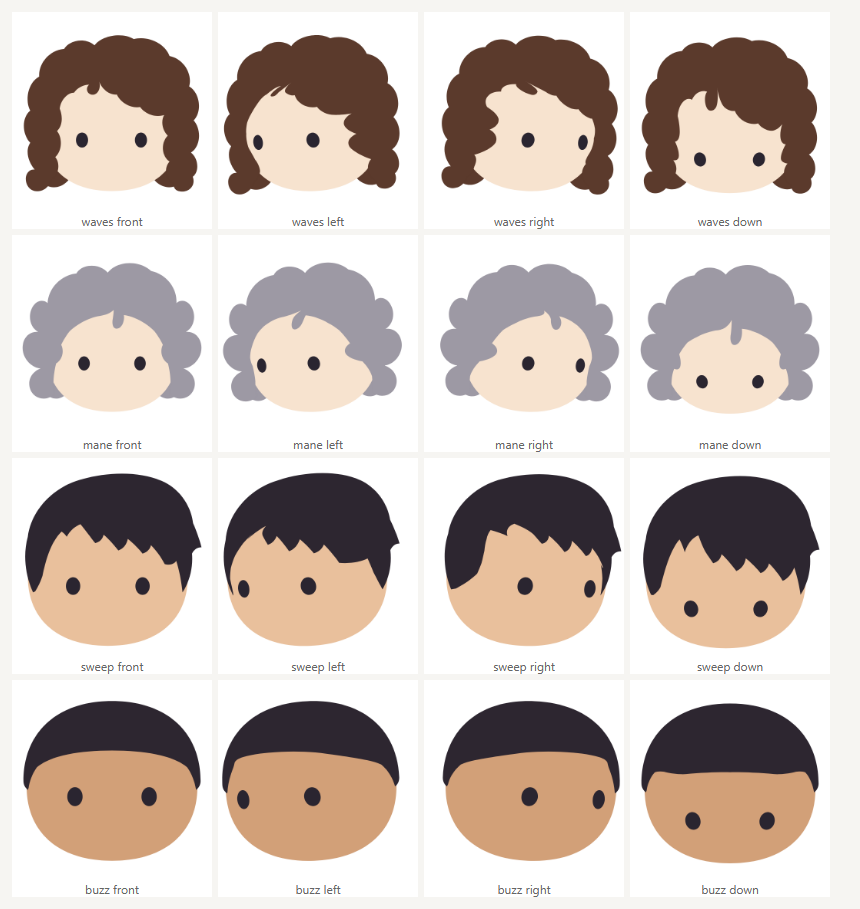 waves front
waves left
waves right
waves down
mane front
mane left
mane right
mane down
sweep front
sweep left
sweep right
sweep down
buzz front
buzz left
buzz right
buzz down